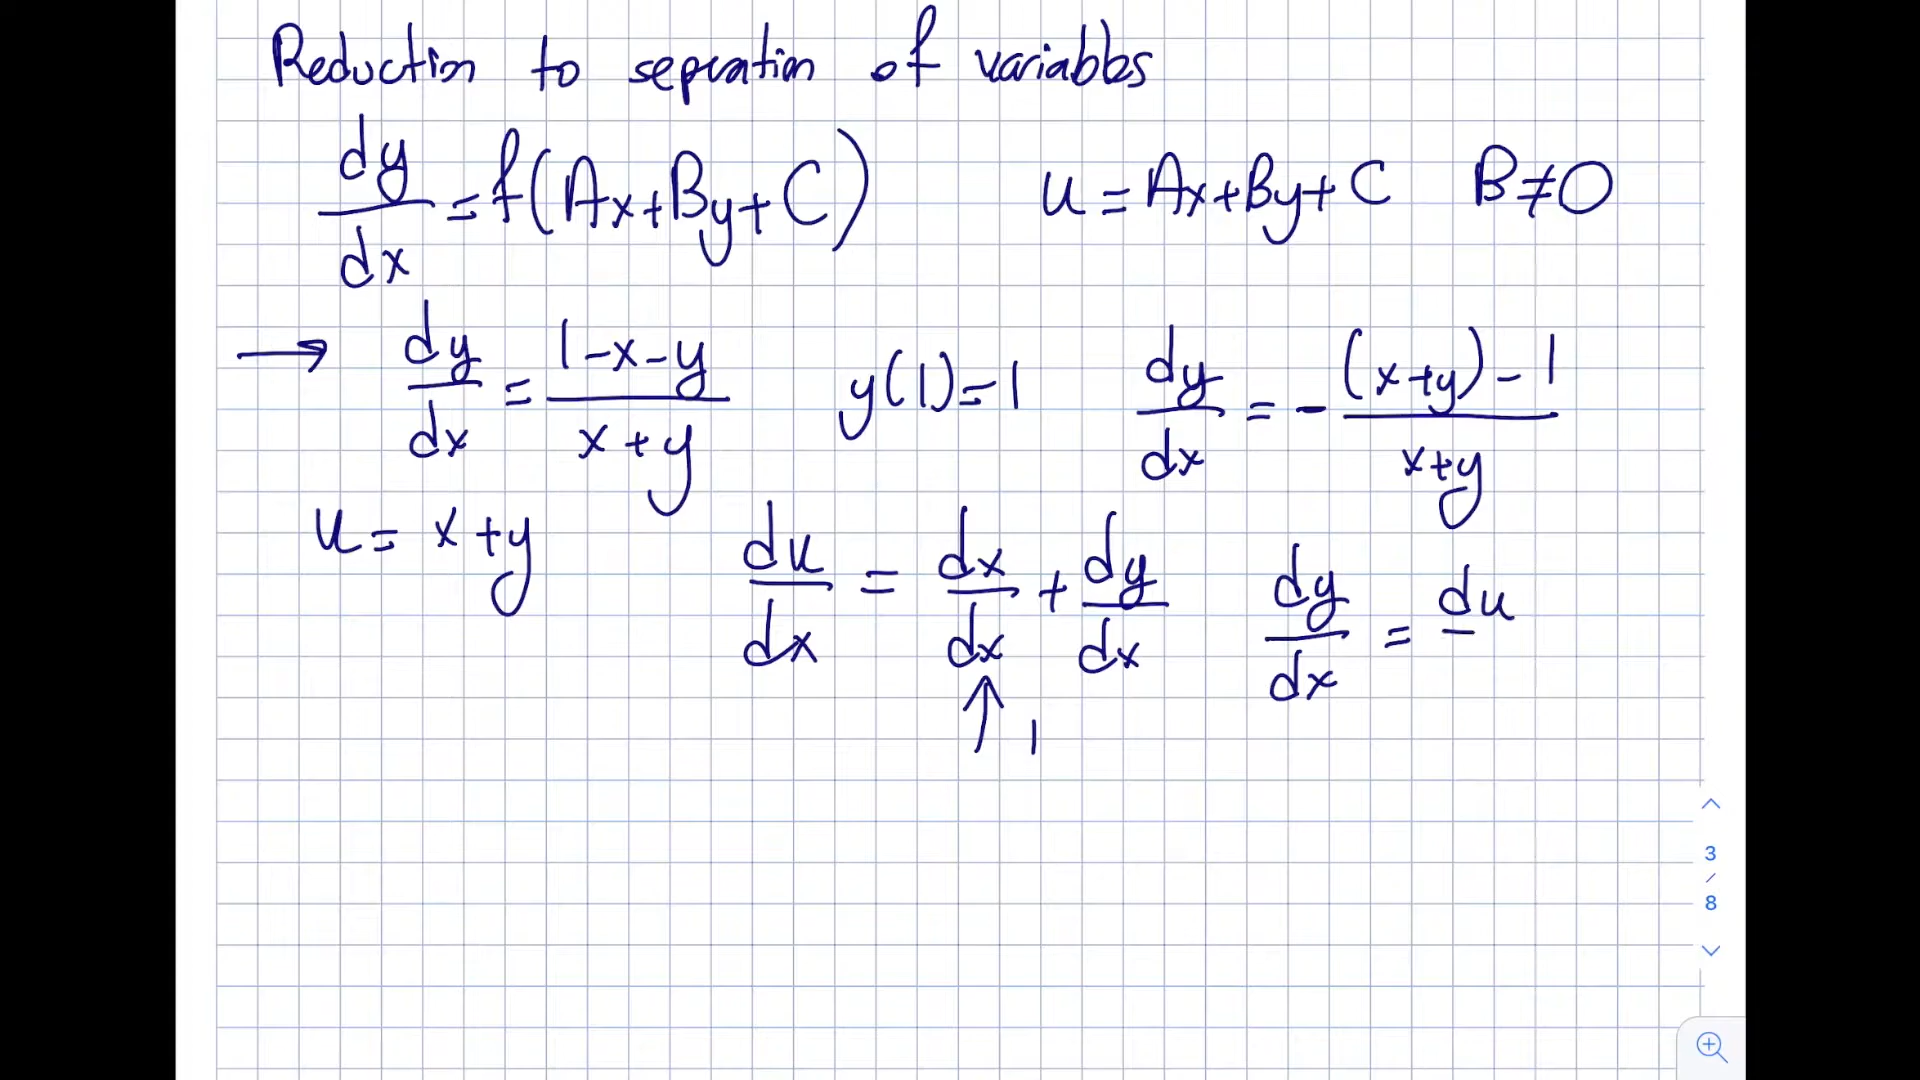 Reduction to sepration of variables
dy/dx = f(Ax+By+C) u = Ax+By+C B≠0
→ dy/dx = (1-x-y)/(x+y) y(1)=1 dy/dx = - ((x+y)-1)/(x+y)
u = x+y du/dx = dx/dx + dy/dx dy/dx = du
↑ 1
3
/
8